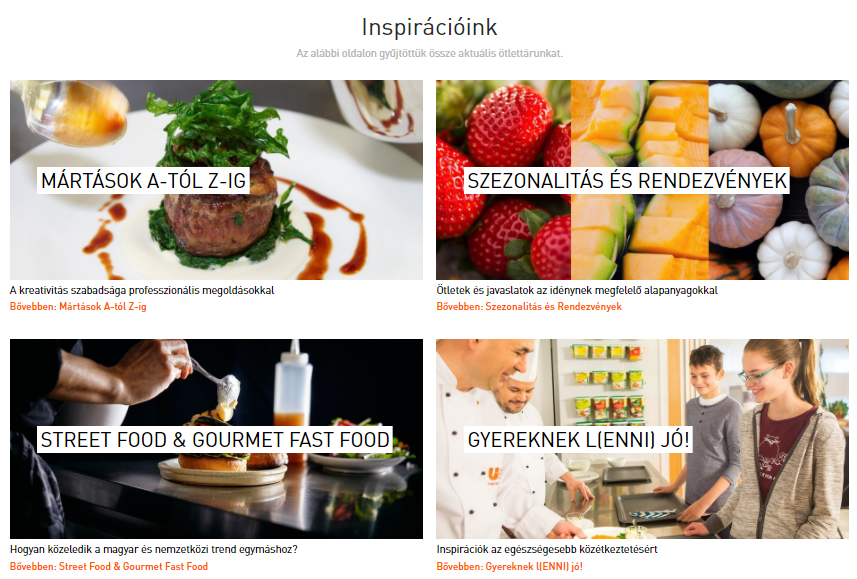 Inspirációink
Az alábbi oldalon gyűjtöttük össze aktuális ötlettárunkat.
MÁRTÁSOK A-TÓL Z-IG
SZEZONALITÁS ÉS RENDEZVÉNYEK
A kreativitás szabadsága professzionális megoldásokkal
Bővebben: Mártások A-tól Z-ig
Ötletek és javaslatok az idénynek megfelelő alapanyagokkal
Bővebben: Szezonalitás és Rendezvények
STREET FOOD & GOURMET FAST FOOD
GYEREKNEK L(ENNI) JÓ!
Hogyan közeledik a magyar és nemzetközi trend egymáshoz?
Bővebben: Street Food & Gourmet Fast Food
Inspirációk az egészségesebb közétkeztetésért
Bővebben: Gyereknek l(ENNI) jó!